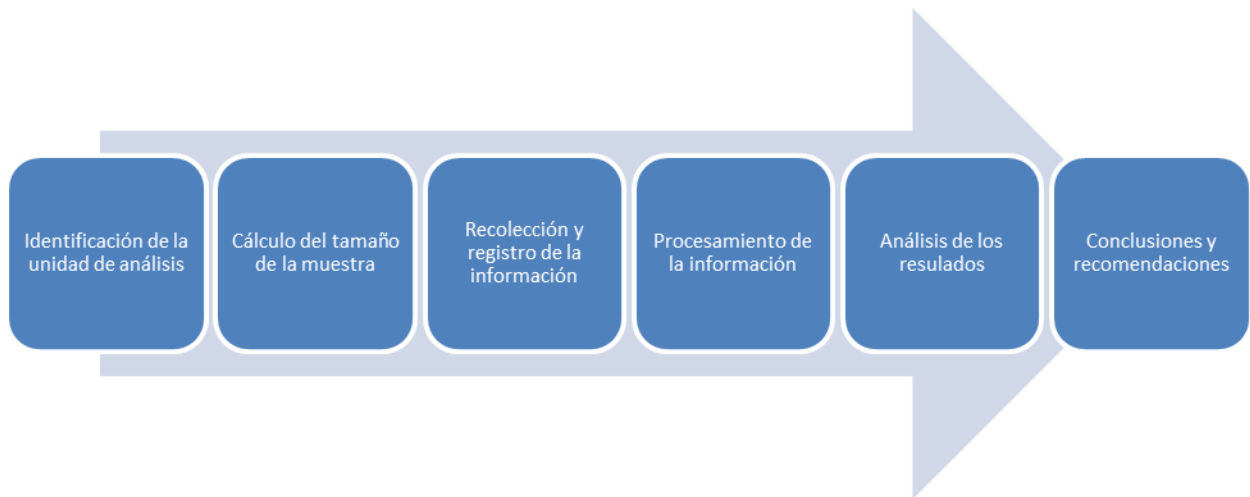 Identificación de la
unidad de análisis
Cálculo del tamaño
de la muestra
Recolección y
registro de la
información
Procesamiento de
la información
Análisis de los
resulados
Conclusiones y
recomendaciones